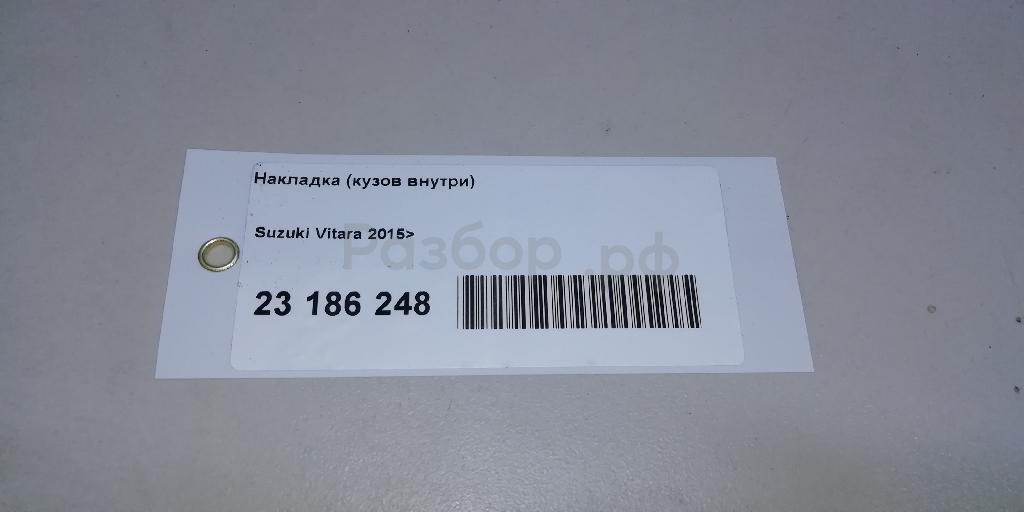 Накладка (кузов внутри)
Suzuki Vitara 2015>
Разбор.рф
23 186 248